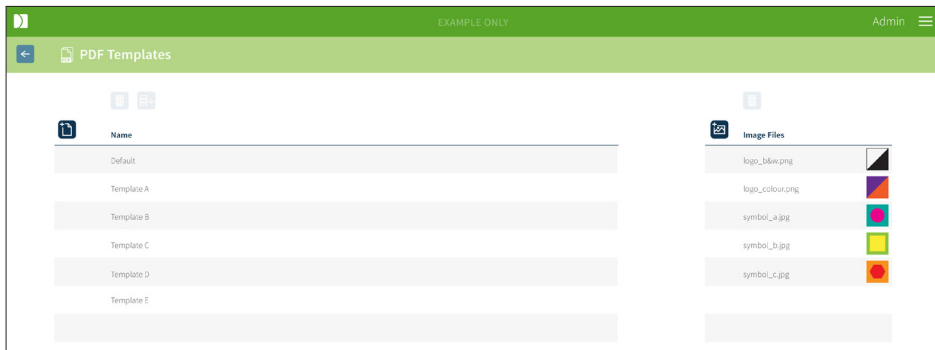 EXAMPLE ONLY
Admin
PDF Templates
Name
Default
Template A
Template B
Template C
Template D
Template E
Image Files
logo_b&w.png
logo_colour.png
symbol_a.jpg
symbol_b.jpg
symbol_c.jpg